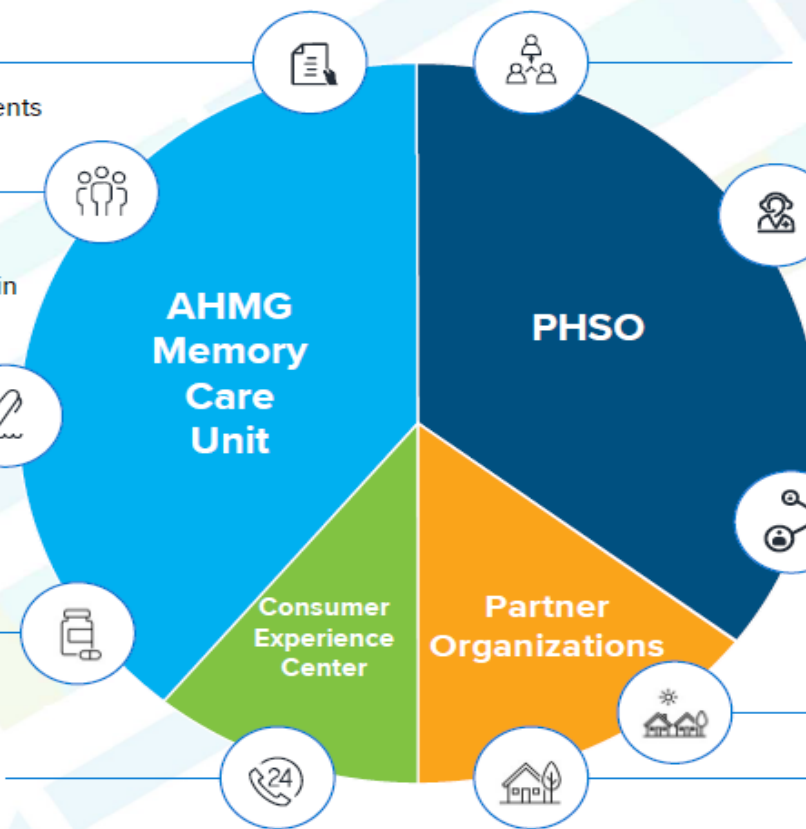 ents
in
AHMG
Memory
Care
Unit
PHSO
Consumer
Experience
Center
Partner
Organizations
24